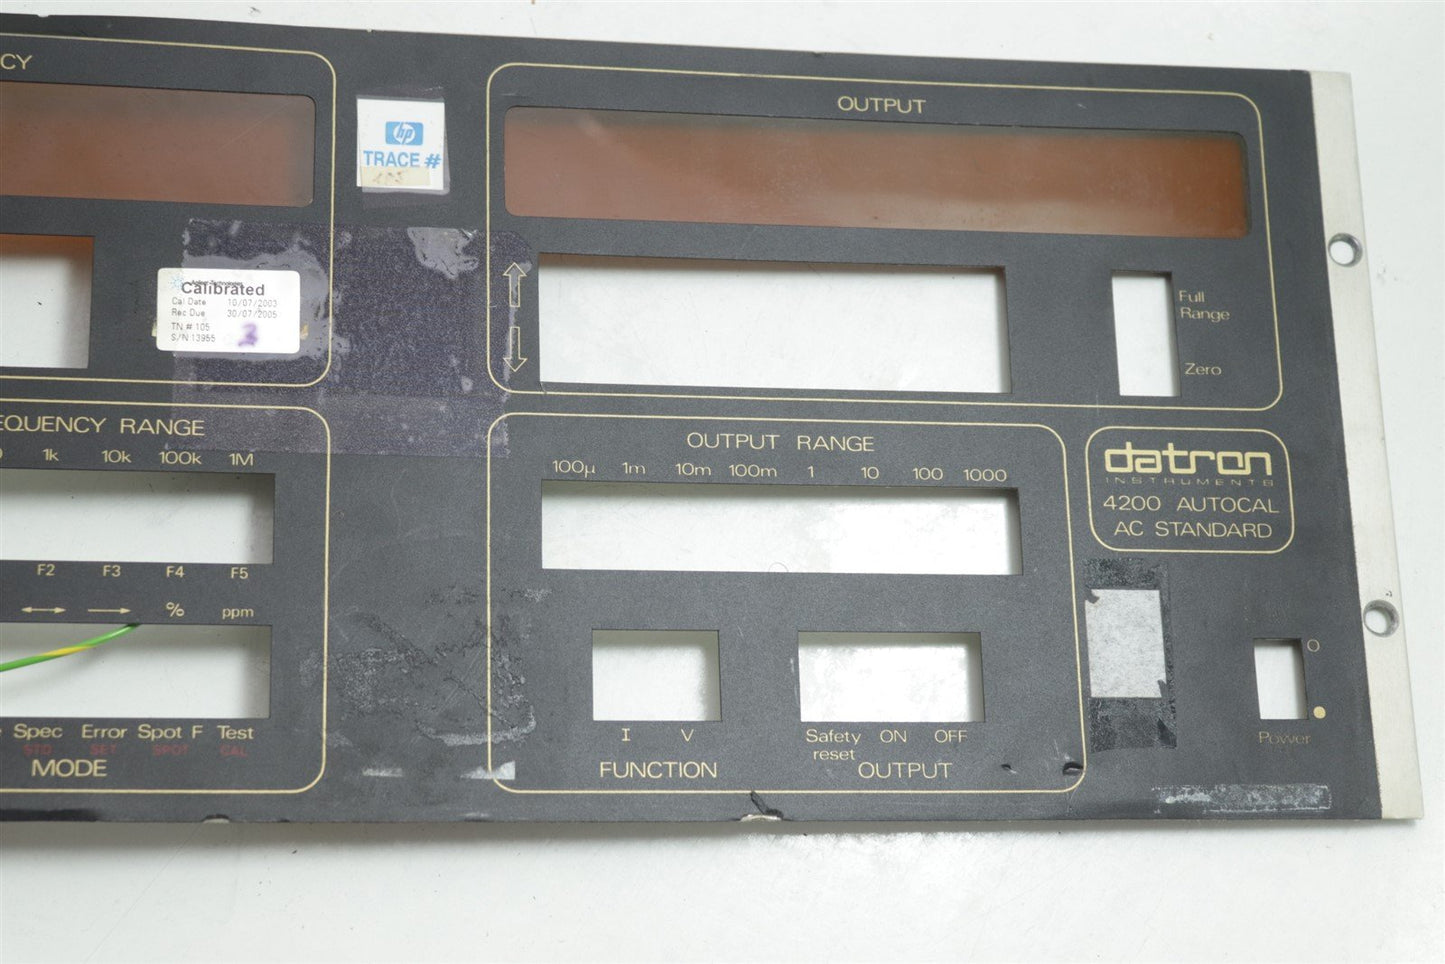 CY
hp
TRACE #
OUTPUT
Agilent Technologies
Calibrated
Cal Date 10/07/2003
Rec Due 30/07/2005
TN # 105
S/N 13955
3
Full
Range
Zero
EQUENCY RANGE
1k 10k 100k 1M
F2 F3 F4 F5
% ppm
Spec Error Spot F Test
STD SET SPOT CAL
MODE
OUTPUT RANGE
100µ 1m 10m 100m 1 10 100 1000
I V
FUNCTION
Safety reset ON OFF
OUTPUT
datron
INSTRUMENTS
4200 AUTOCAL
AC STANDARD
Power